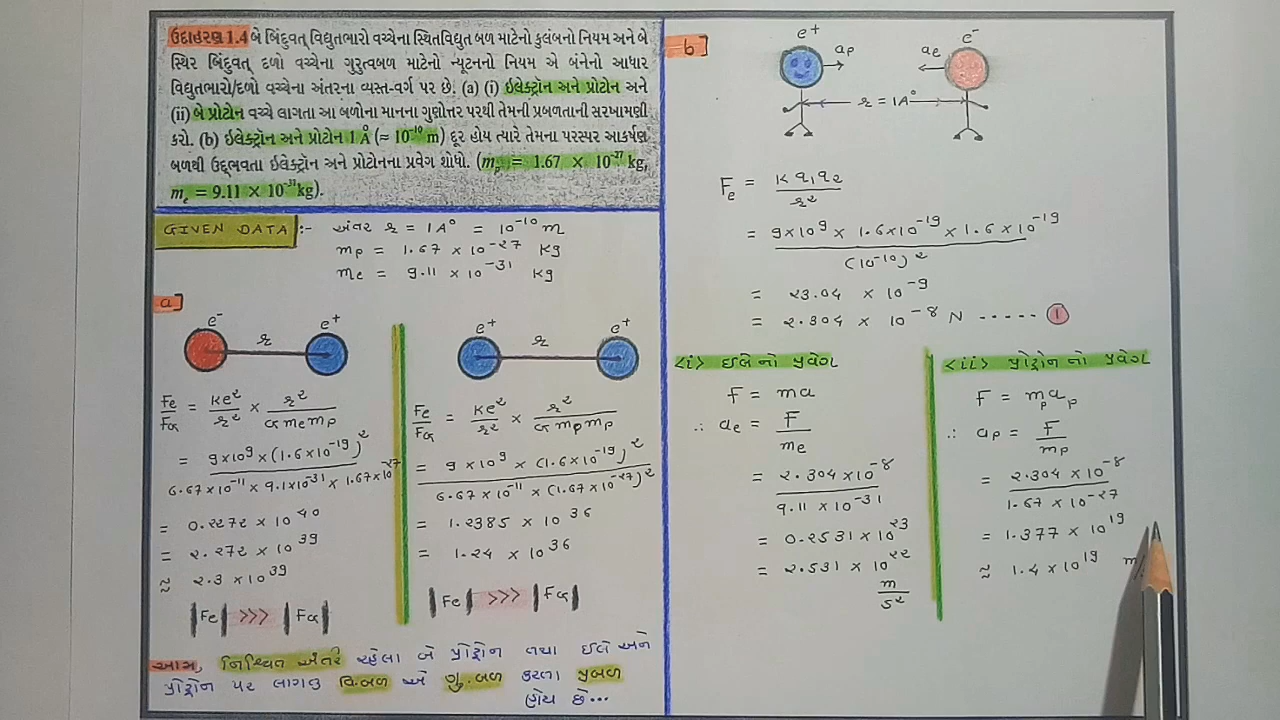 ઉદાહરણ 1.4 બે બિંદુવત્ વિદ્યુતભારો વચ્ચેના સ્થિતવિદ્યુત બળ માટેનો કુલંબનો નિયમ અને બે
સ્થિર બિંદુવત્ દળો વચ્ચેના ગુરુત્વબળ માટેનો ન્યૂટનનો નિયમ એ બંનેનો આધાર
વિદ્યુતભારો/દળો વચ્ચેના અંતરના વ્યસ્ત-વર્ગ પર છે. (a) (i) ઇલેક્ટ્રૉન અને પ્રોટોન અને
(ii) બે પ્રોટોન વચ્ચે લાગતા આ બળોના માનના ગુણોત્તર પરથી તેમની પ્રબળતાની સરખામણી
કરો. (b) ઇલેક્ટ્રૉન અને પ્રોટોન 1 Å (= 10⁻¹⁰ m) દૂર હોય ત્યારે તેમના પરસ્પર આકર્ષણ
બળથી ઉદ્ભવતા ઇલેક્ટ્રૉન અને પ્રોટોનના પ્રવેગ શોધો. (mₚ = 1.67 × 10⁻²⁷ kg,
mₑ = 9.11 × 10⁻³¹ kg).
GIVEN DATA :- અંતર ર = 1A° = 10⁻¹⁰ m
mp = 1.67 × 10⁻²⁷ kg
me = 9.11 × 10⁻³¹ kg
a]
e⁻ ર e⁺
Fe/FG = Ke²/ર² × ર²/G me mp
= 9×10⁹ × (1.6×10⁻¹⁹)² / 6.67×10⁻¹¹ × 9.1×10⁻³¹ × 1.67×10⁻²⁷
= 0.2272 × 10⁴⁰
= 2.272 × 10³⁹
≈ 2.3 × 10³⁹
|Fe| >>> |FG|
e⁺ ર e⁺
Fe/FG = Ke²/ર² × ર²/G mp mp
= 9×10⁹ × (1.6×10⁻¹⁹)² / 6.67×10⁻¹¹ × (1.67×10⁻²⁷)²
= 1.2385 × 10³⁶
= 1.24 × 10³⁶
|Fe| >>> |FG|
આમ, નિશ્ચિત અંતરે રહેલા બે પ્રોટ્રોન તથા ઈલે અને
પ્રોટ્રોન પર લાગતુ વિ.બળ એ ગુ.બળ કરતા પ્રબળ
હોય છે...
b]
e⁺ e⁻
ap ae
ર = 1A°
Fe = K q₁ q₂ / ર²
= 9×10⁹ × 1.6×10⁻¹⁹ × 1.6×10⁻¹⁹ / (10⁻¹⁰)²
= 23.04 × 10⁻⁹
= 2.304 × 10⁻⁸ N ----- 1
<i> ઈલેનો પ્રવેગ
F = ma
∴ ae = F/me
= 2.304×10⁻⁸ / 9.11×10⁻³¹
= 0.2531×10²³
= 2.531 × 10²² m/s²
<ii> પ્રોટ્રોન નો પ્રવેગ
F = mp ap
∴ ap = F/mp
= 2.304×10⁻⁸ / 1.67×10⁻²⁷
= 1.377 × 10¹⁹
≈ 1.4×10¹⁹